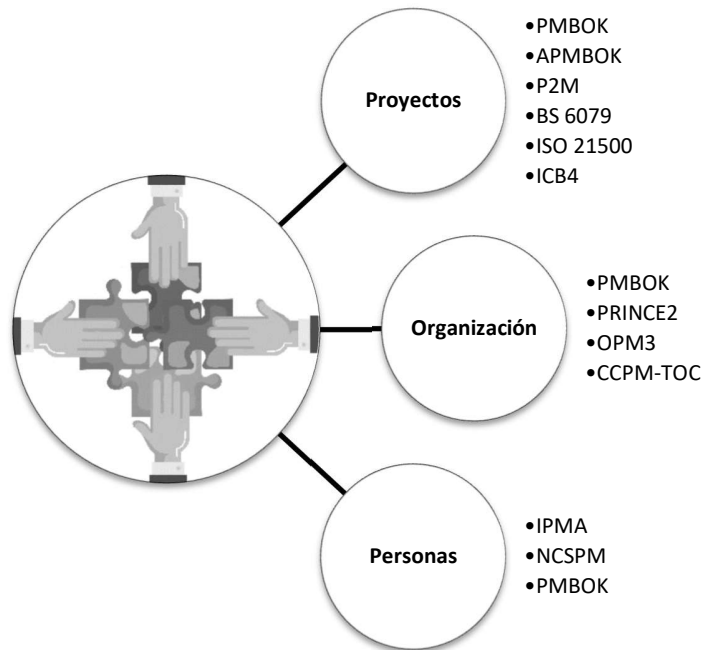 Proyectos
•PMBOK
•APMBOK
•P2M
•BS 6079
•ISO 21500
•ICB4
Organización
•PMBOK
•PRINCE2
•OPM3
•CCPM-TOC
Personas
•IPMA
•NCSPM
•PMBOK